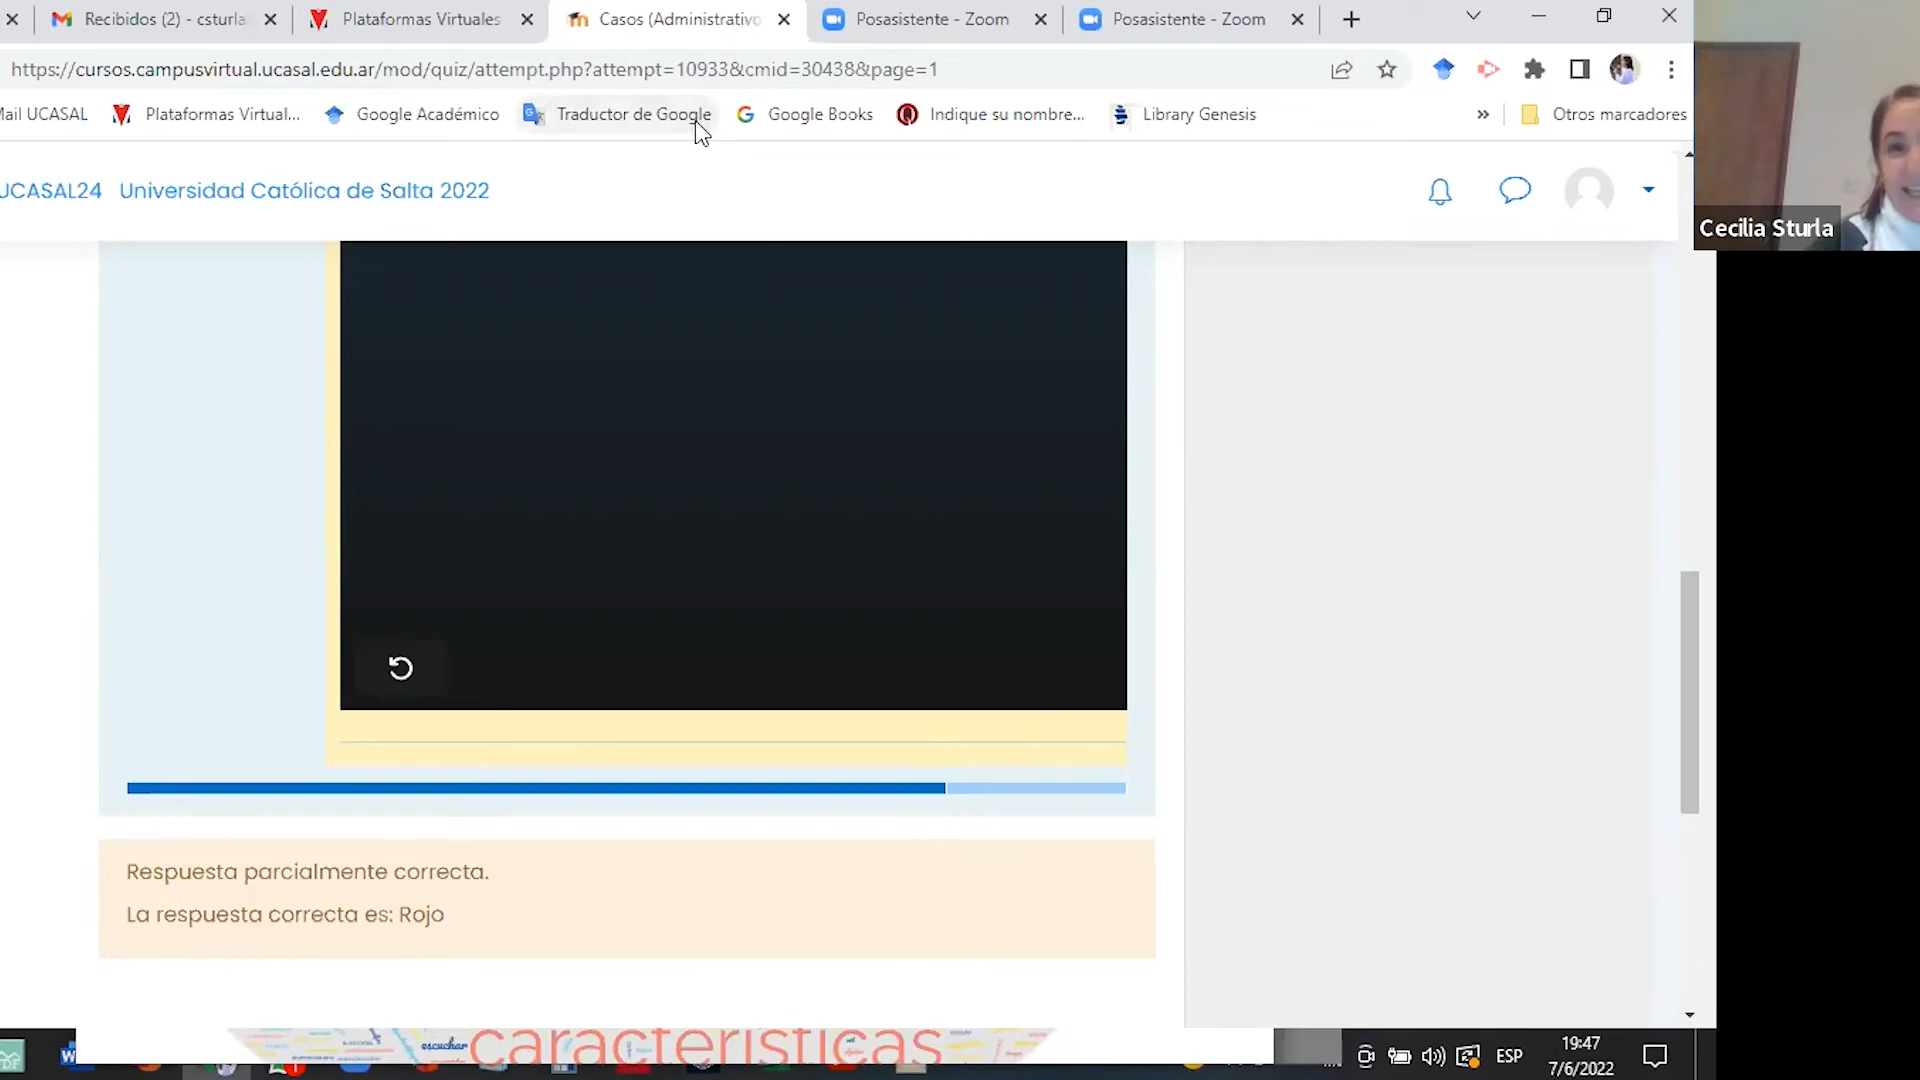 Recibidos (2) - csturla
Plataformas Virtuales
Casos (Administrativo
Posasistente - Zoom
Posasistente - Zoom
https://cursos.campusvirtual.ucasal.edu.ar/mod/quiz/attempt.php?attempt=10933&cmid=30438&page=1
Mail UCASAL
Plataformas Virtual...
Google Académico
Traductor de Google
Google Books
Indique su nombre...
Library Genesis
»
Otros marcadores
UCASAL24 Universidad Católica de Salta 2022
Cecilia Sturla
Respuesta parcialmente correcta.
La respuesta correcta es: Rojo
escuchar
características
ESP
19:47
7/6/2022